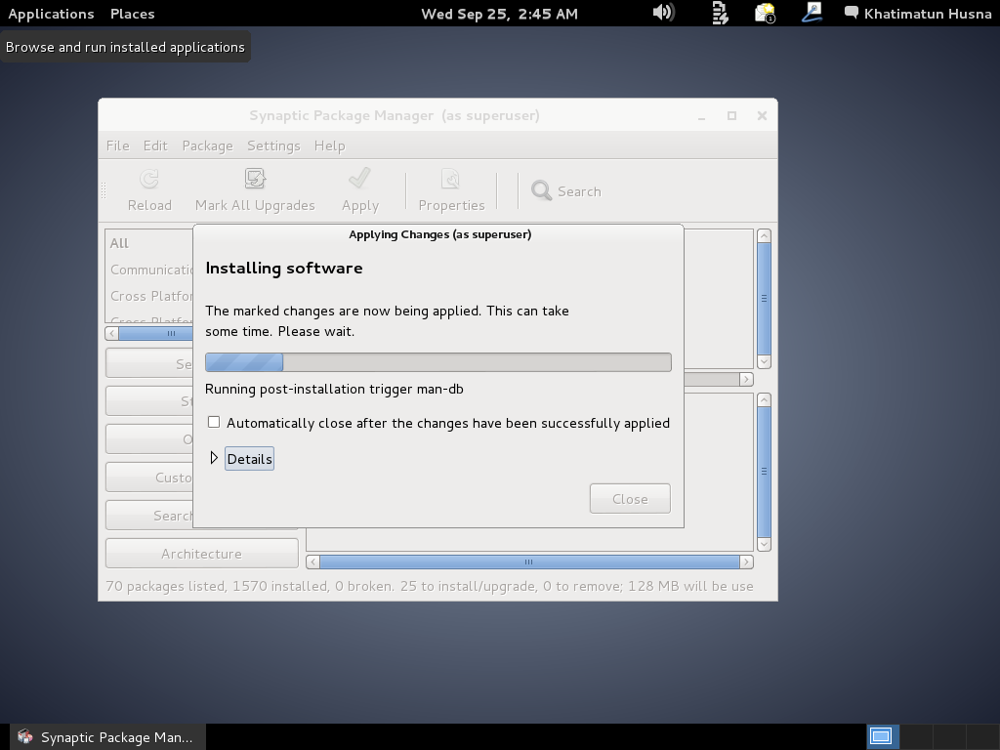 Applications Places Wed Sep 25, 2:45 AM Khatimatun Husna
Browse and run installed applications
Synaptic Package Manager (as superuser)
File Edit Package Settings Help
Reload Mark All Upgrades Apply Properties Search
All
Communicatio
Cross Platfor
Cross Platfor
Applying Changes (as superuser)
Installing software
The marked changes are now being applied. This can take
some time. Please wait.
Running post-installation trigger man-db
Automatically close after the changes have been successfully applied
Details
Close
Se
St
O
Custo
Search
Architecture
70 packages listed, 1570 installed, 0 broken. 25 to install/upgrade, 0 to remove; 128 MB will be use
Synaptic Package Man...